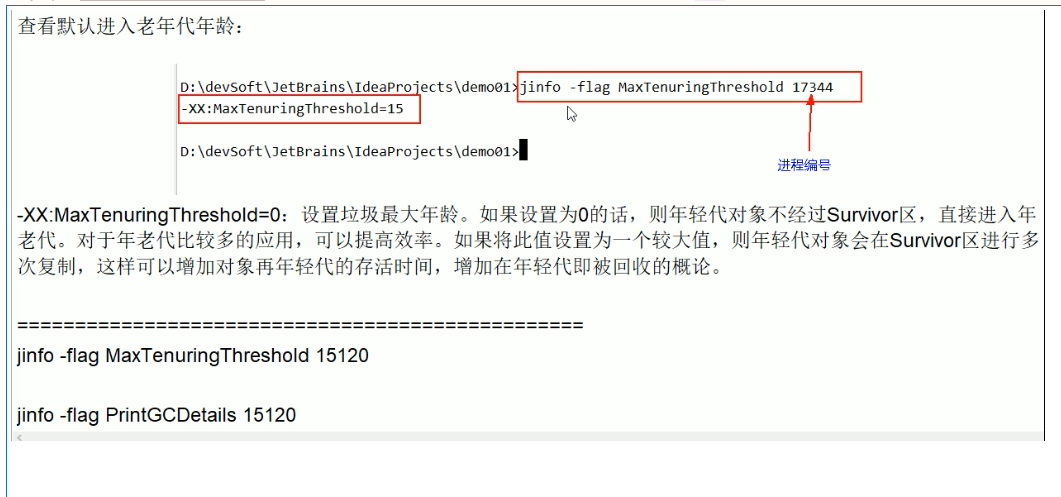 查看默认进入老年代年龄：
D:\devSoft\JetBrains\IdeaProjects\demo01>jinfo -flag MaxTenuringThreshold 17344
-XX:MaxTenuringThreshold=15
D:\devSoft\JetBrains\IdeaProjects\demo01>
进程编号
-XX:MaxTenuringThreshold=0：设置垃圾最大年龄。如果设置为0的话，则年轻代对象不经过Survivor区，直接进入年
老代。对于年老代比较多的应用，可以提高效率。如果将此值设置为一个较大值，则年轻代对象会在Survivor区进行多
次复制，这样可以增加对象再年轻代的存活时间，增加在年轻代即被回收的概论。
==================================================
jinfo -flag MaxTenuringThreshold 15120
jinfo -flag PrintGCDetails 15120